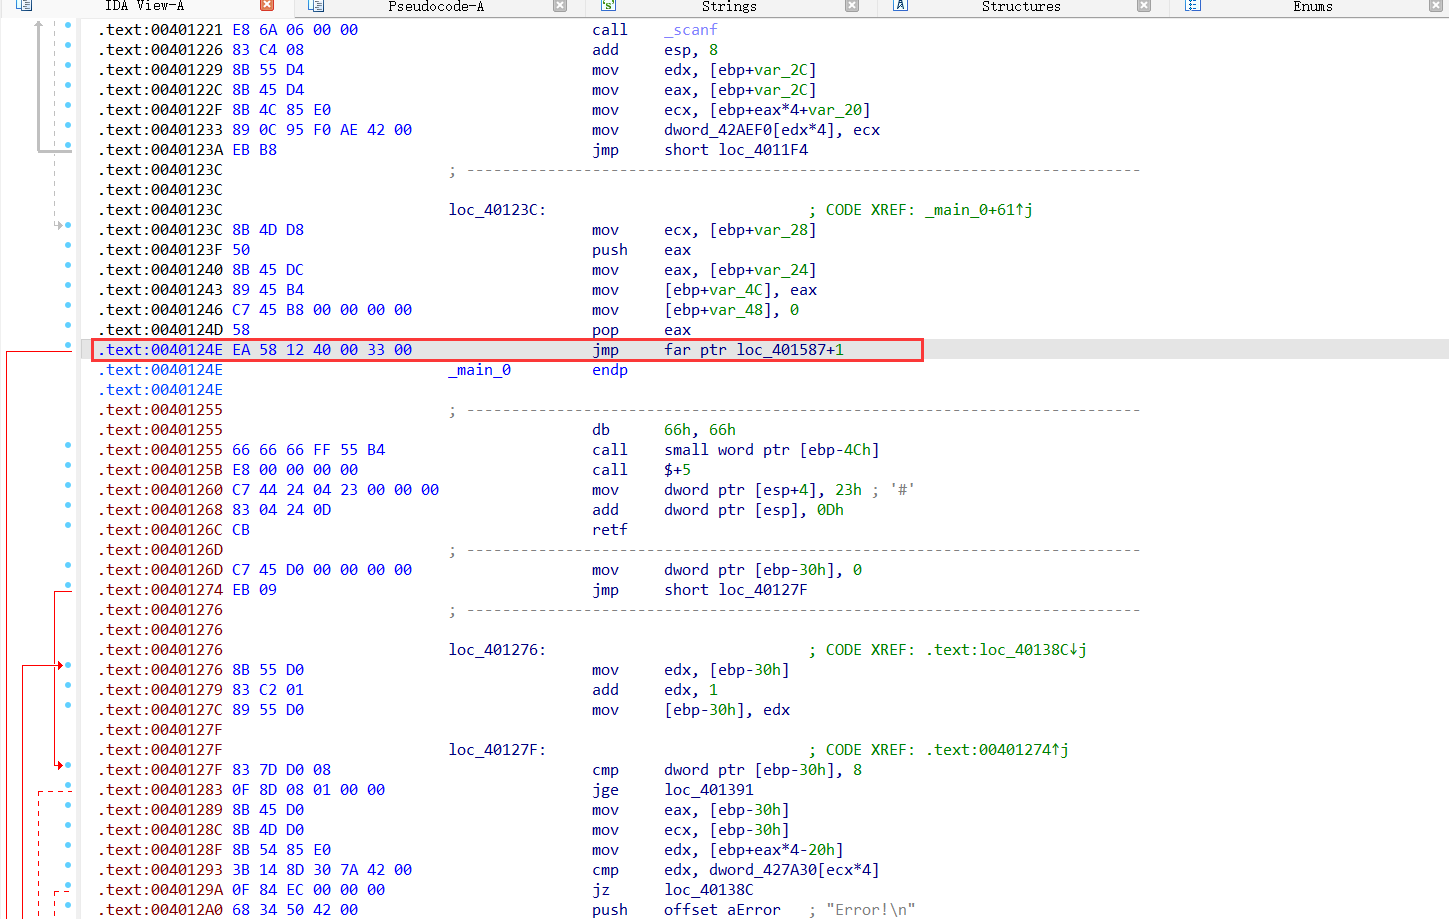 IDA View-A Pseudocode-A Strings Structures Enums
.text:00401221 E8 6A 06 00 00 call _scanf
.text:00401226 83 C4 08 add esp, 8
.text:00401229 8B 55 D4 mov edx, [ebp+var_2C]
.text:0040122C 8B 45 D4 mov eax, [ebp+var_2C]
.text:0040122F 8B 4C 85 E0 mov ecx, [ebp+eax*4+var_20]
.text:00401233 89 0C 95 F0 AE 42 00 mov dword_42AEF0[edx*4], ecx
.text:0040123A EB B8 jmp short loc_4011F4
.text:0040123C ; ---------------------------------------------------------------------------
.text:0040123C
.text:0040123C loc_40123C: ; CODE XREF: _main_0+61↑j
.text:0040123C 8B 4D D8 mov ecx, [ebp+var_28]
.text:0040123F 50 push eax
.text:00401240 8B 45 DC mov eax, [ebp+var_24]
.text:00401243 89 45 B4 mov [ebp+var_4C], eax
.text:00401246 C7 45 B8 00 00 00 00 mov [ebp+var_48], 0
.text:0040124D 58 pop eax
.text:0040124E EA 58 12 40 00 33 00 jmp far ptr loc_401587+1
.text:0040124E _main_0 endp
.text:0040124E
.text:00401255 ; ---------------------------------------------------------------------------
.text:00401255 db 66h, 66h
.text:00401255 66 66 66 FF 55 B4 call small word ptr [ebp-4Ch]
.text:0040125B E8 00 00 00 00 call $+5
.text:00401260 C7 44 24 04 23 00 00 00 mov dword ptr [esp+4], 23h ; '#'
.text:00401268 83 04 24 0D add dword ptr [esp], 0Dh
.text:0040126C CB retf
.text:0040126D ; ---------------------------------------------------------------------------
.text:0040126D C7 45 D0 00 00 00 00 mov dword ptr [ebp-30h], 0
.text:00401274 EB 09 jmp short loc_40127F
.text:00401276 ; ---------------------------------------------------------------------------
.text:00401276
.text:00401276 loc_401276: ; CODE XREF: .text:loc_40138C↓j
.text:00401276 8B 55 D0 mov edx, [ebp-30h]
.text:00401279 83 C2 01 add edx, 1
.text:0040127C 89 55 D0 mov [ebp-30h], edx
.text:0040127F
.text:0040127F loc_40127F: ; CODE XREF: .text:00401274↑j
.text:0040127F 83 7D D0 08 cmp dword ptr [ebp-30h], 8
.text:00401283 0F 8D 08 01 00 00 jge loc_401391
.text:00401289 8B 45 D0 mov eax, [ebp-30h]
.text:0040128C 8B 4D D0 mov ecx, [ebp-30h]
.text:0040128F 8B 54 85 E0 mov edx, [ebp+eax*4-20h]
.text:00401293 3B 14 8D 30 7A 42 00 cmp edx, dword_427A30[ecx*4]
.text:0040129A 0F 84 EC 00 00 00 jz loc_40138C
.text:004012A0 68 34 50 42 00 push offset aError ; "Error!\n"